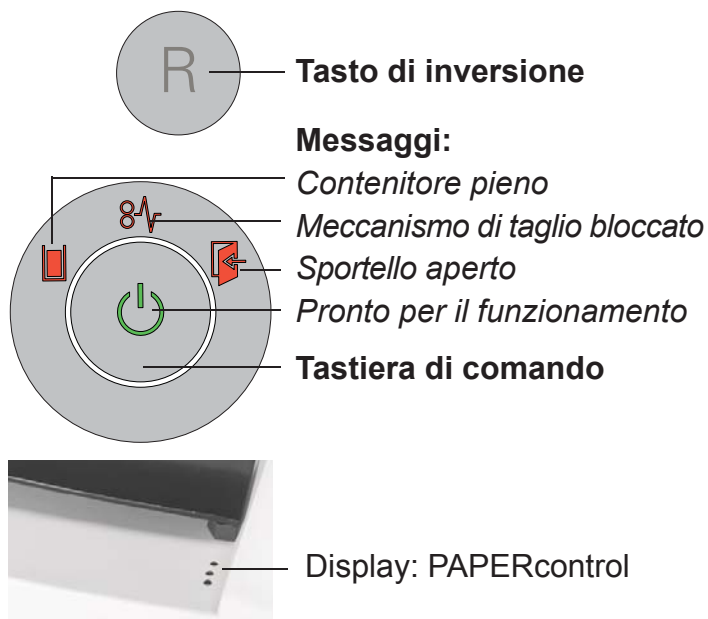 R
Tasto di inversione
Messaggi:
Contenitore pieno
Meccanismo di taglio bloccato
Sportello aperto
Pronto per il funzionamento
Tastiera di comando
Display: PAPERcontrol